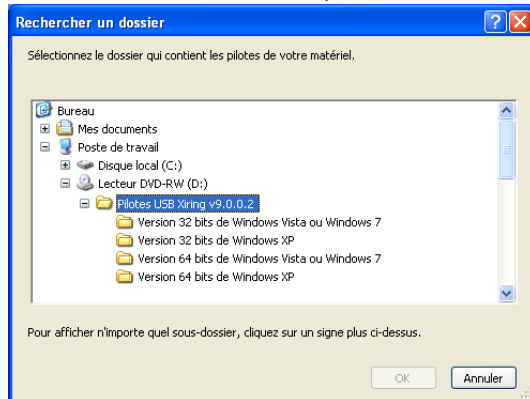 Rechercher un dossier
Sélectionnez le dossier qui contient les pilotes de votre matériel.
Bureau
Mes documents
Poste de travail
Disque local (C:)
Lecteur DVD-RW (D:)
Pilotes USB Xiring v9.0.0.2
Version 32 bits de Windows Vista ou Windows 7
Version 32 bits de Windows XP
Version 64 bits de Windows Vista ou Windows 7
Version 64 bits de Windows XP
Pour afficher n'importe quel sous-dossier, cliquez sur un signe plus ci-dessus.
OK Annuler